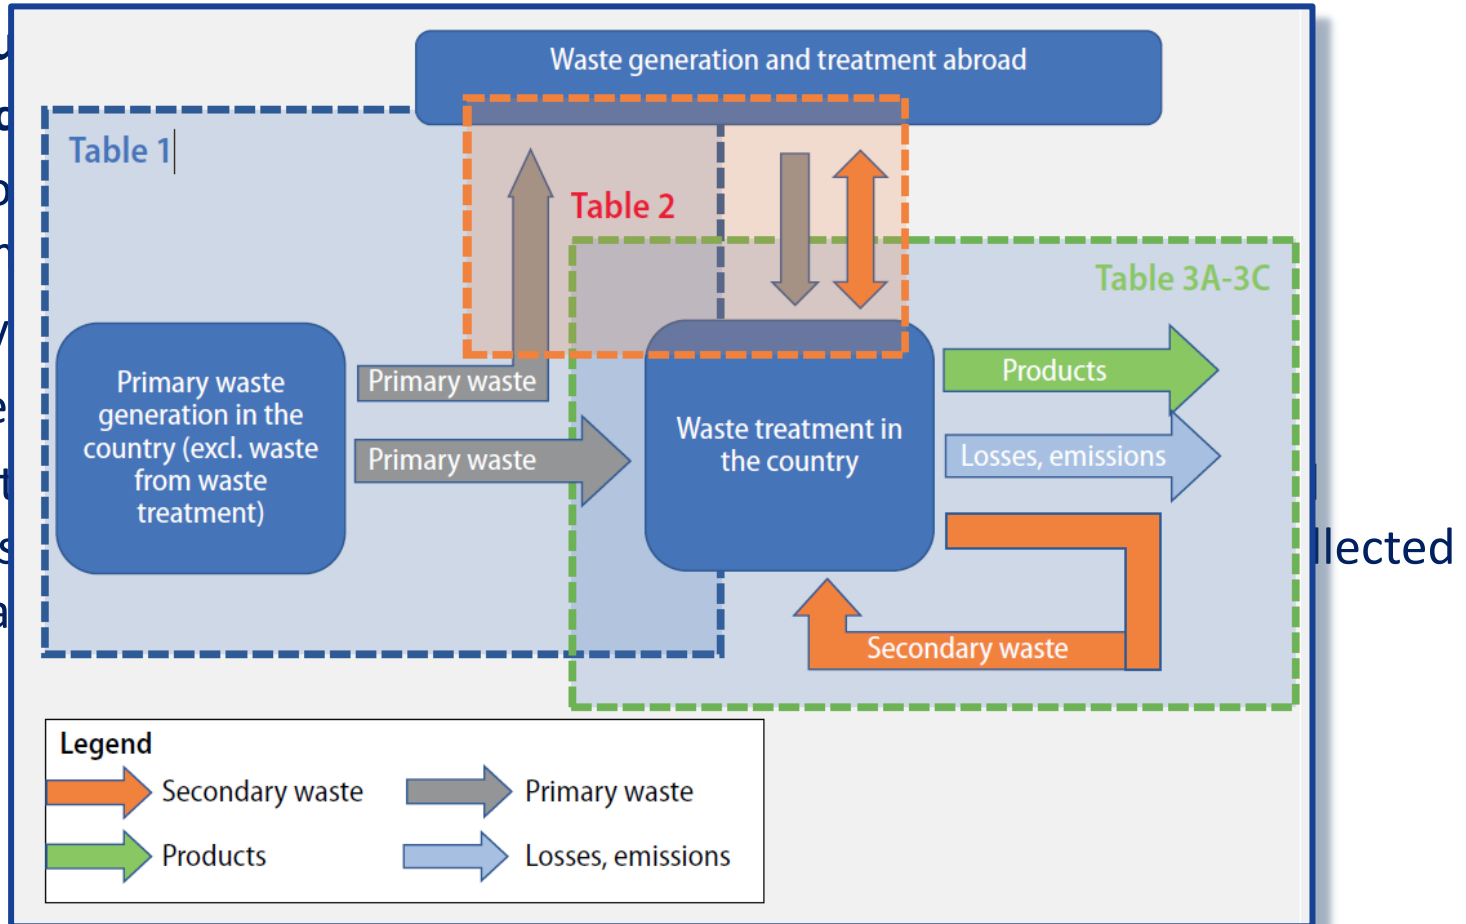 Waste generation and treatment abroad
Table 1
Table 2
Table 3A-3C
Primary waste
generation in the
country (excl. waste
from waste
treatment)
Primary waste
Primary waste
Waste treatment in
the country
Products
Losses, emissions
Secondary waste
llected
Legend
Secondary waste
Primary waste
Products
Losses, emissions